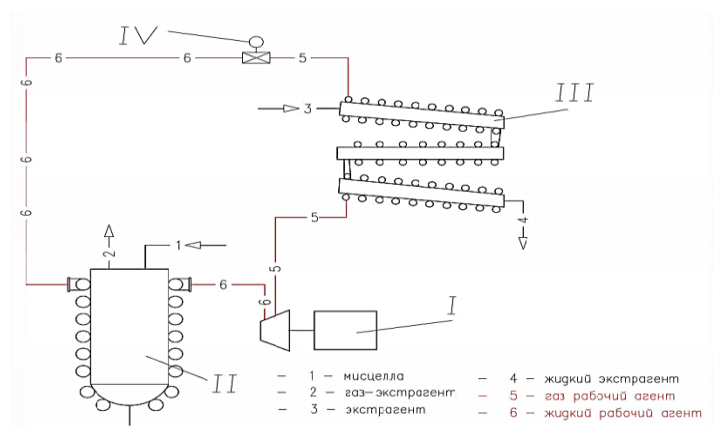 IV
6
6
5
6
3
III
6
6
5
4
2
1
5
6
6
I
II
– 1 – мисцелла
– 2 – газ–экстрагент
– 3 – экстрагент
– 4 – жидкий экстрагент
– 5 – газ рабочий агент
– 6 – жидкий рабочий агент